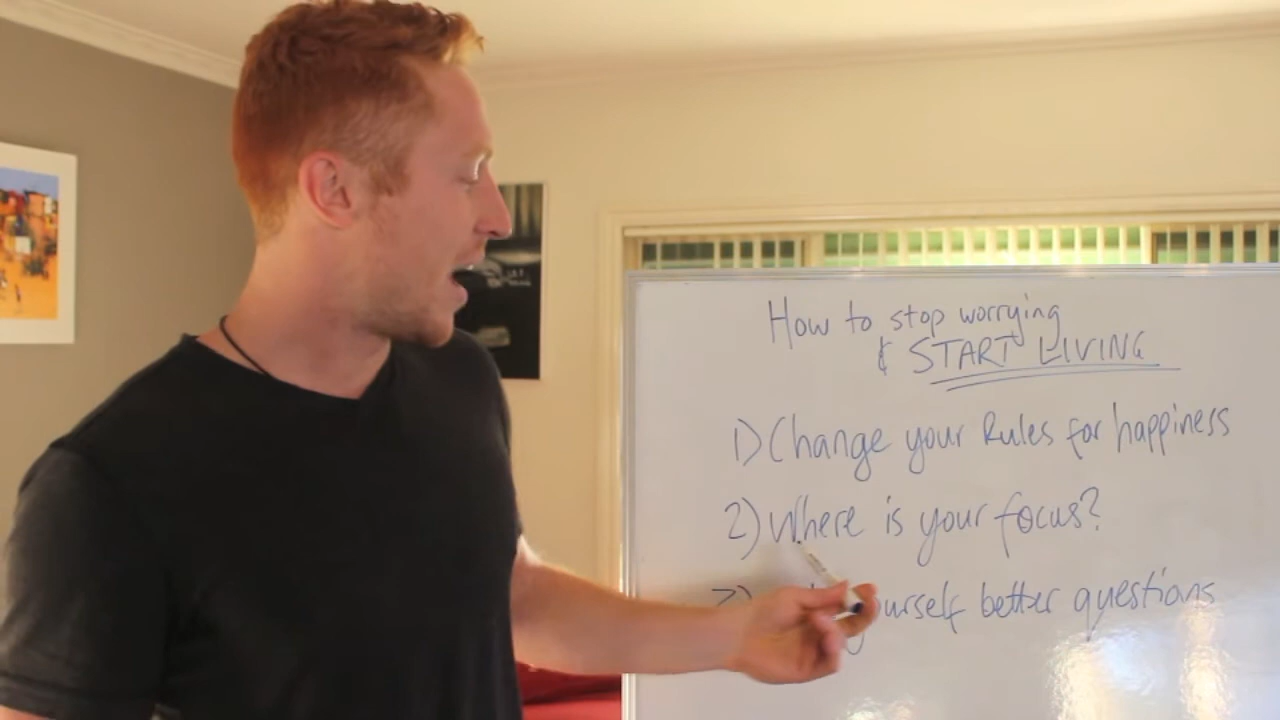 How to stop worrying
& START LIVING
1) Change your Rules for happiness
2) Where is your focus?
yourself better questions